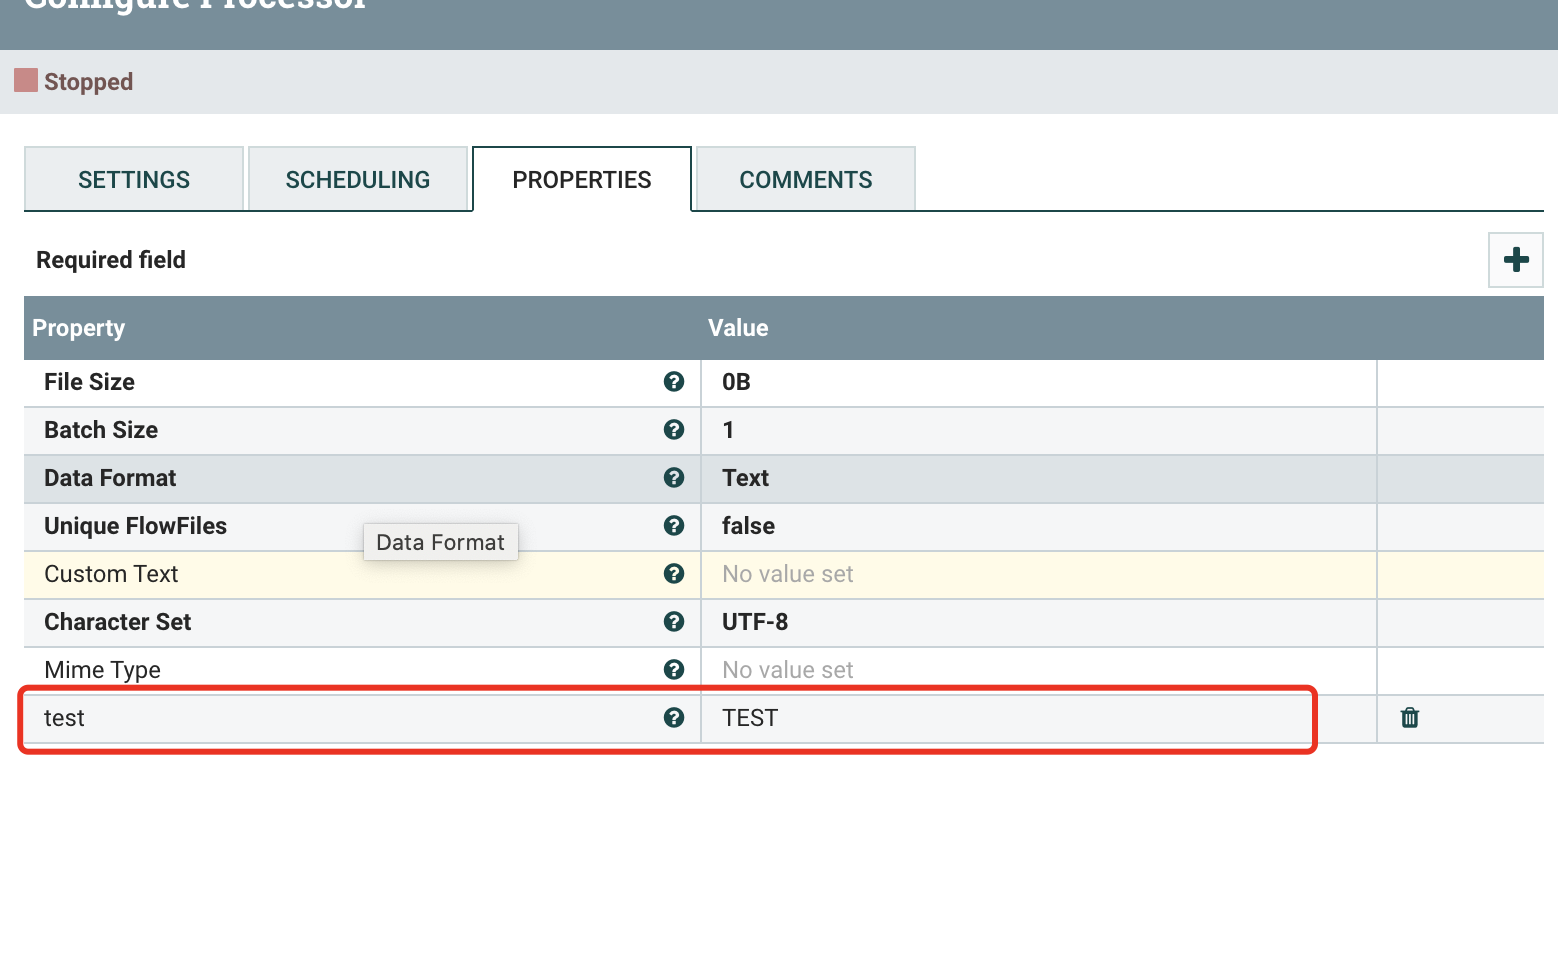 Configure Processor
Stopped
SETTINGS SCHEDULING PROPERTIES COMMENTS
Required field
Property Value
File Size 0B
Batch Size 1
Data Format Text
Unique FlowFiles false
Data Format
Custom Text No value set
Character Set UTF-8
Mime Type No value set
test TEST